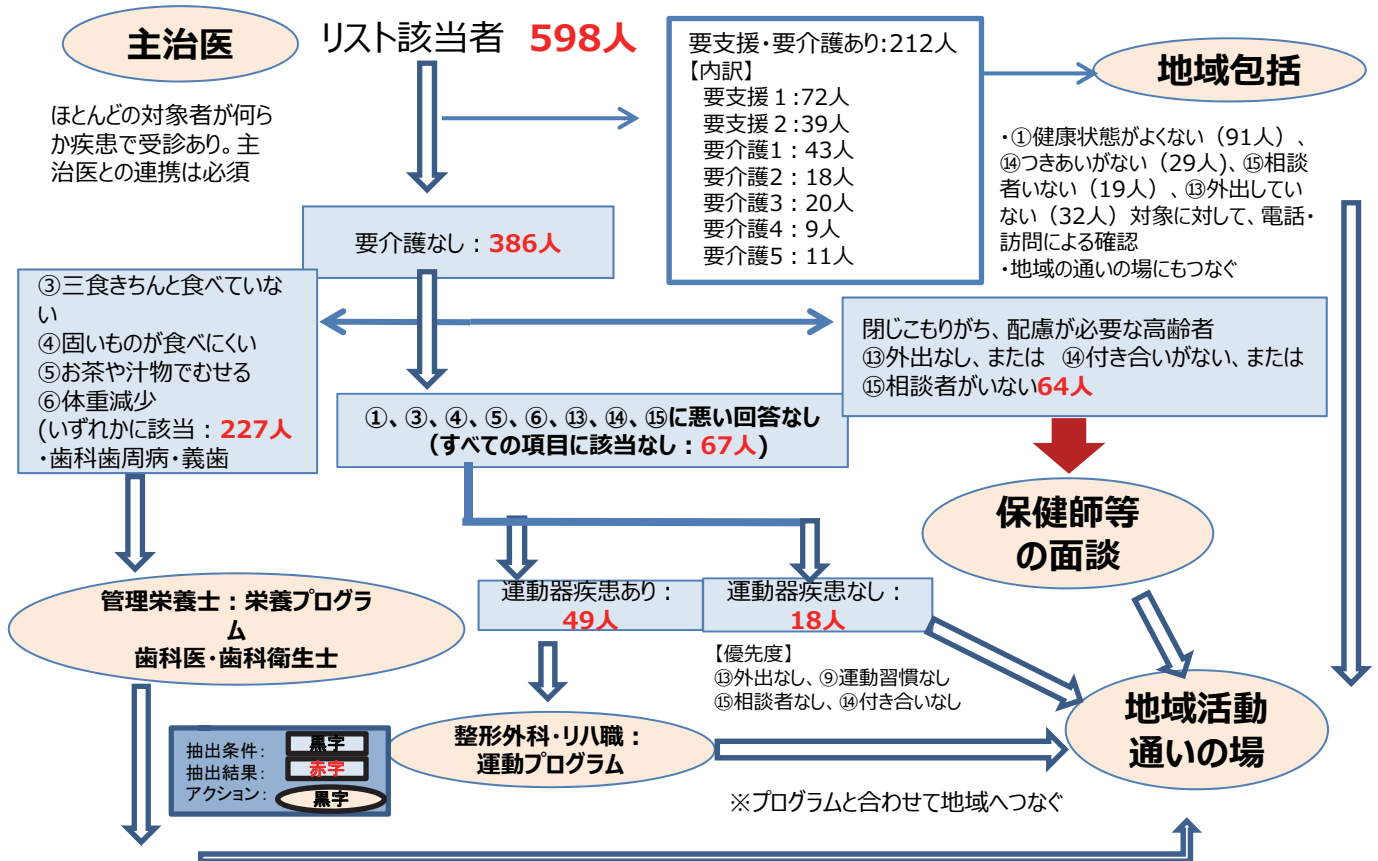 主治医
リスト該当者 598人
ほとんどの対象者が何ら
か疾患で受診あり。主
治医との連携は必須
要支援・要介護あり:212人
【内訳】
要支援1:72人
要支援2:39人
要介護1：43人
要介護2：18人
要介護3：20人
要介護4：9人
要介護5：11人
地域包括
・①健康状態がよくない（91人）、
⑭つきあいがない（29人)、⑮相談
者いない（19人）、⑬外出してい
ない（32人）対象に対して、電話・
訪問による確認
・地域の通いの場にもつなぐ
要介護なし：386人
③三食きちんと食べていな
い
④固いものが食べにくい
⑤お茶や汁物でむせる
⑥体重減少
(いずれかに該当：227人
・歯科歯周病・義歯
閉じこもりがち、配慮が必要な高齢者
⑬外出なし、または ⑭付き合いがない、または
⑮相談者がいない64人
①、③、④、⑤、⑥、⑬、⑭、⑮に悪い回答なし
（すべての項目に該当なし：67人)
保健師等
の面談
管理栄養士：栄養プログラ
ム
歯科医・歯科衛生士
運動器疾患あり：
49人
運動器疾患なし：
18人
【優先度】
⑬外出なし、⑨運動習慣なし
⑮相談者なし、⑭付き合いなし
整形外科・リハ職：
運動プログラム
地域活動
通いの場
抽出条件： 黒字
抽出結果： 赤字
アクション： 黒字
※プログラムと合わせて地域へつなぐ